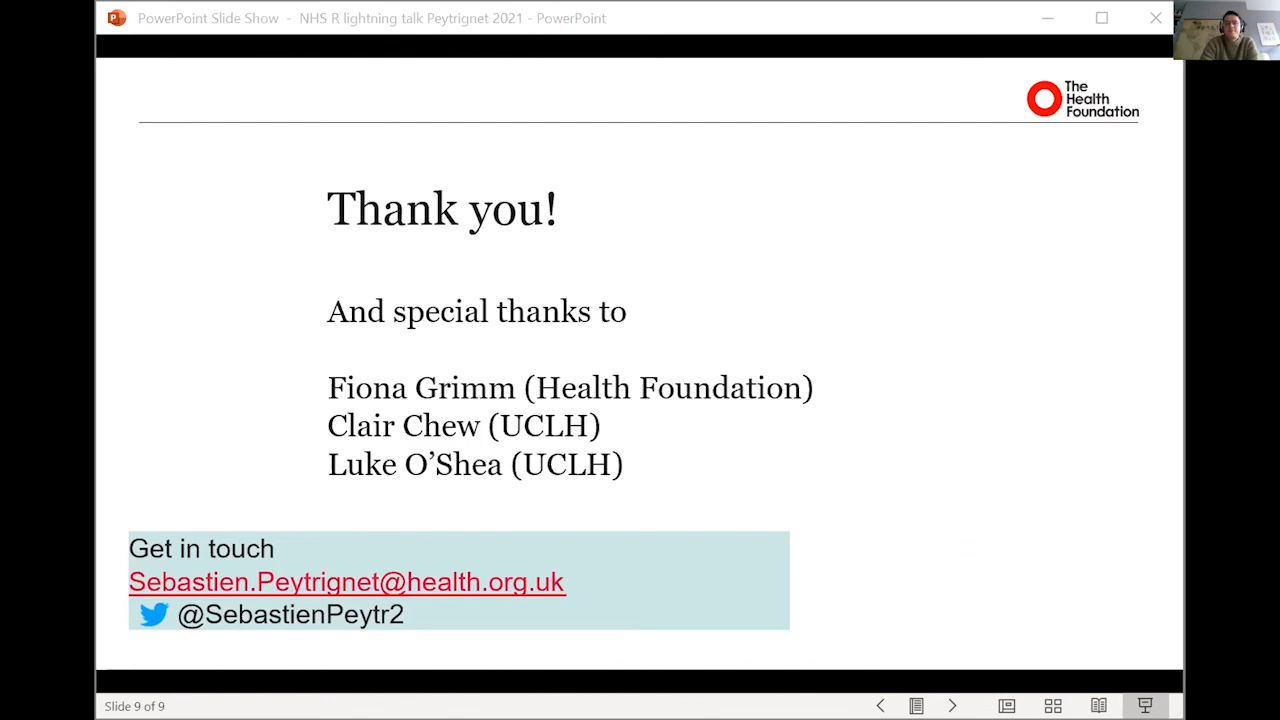 PowerPoint Slide Show - NHS R lightning talk Peytrignet 2021 - PowerPoint
The
Health
Foundation
Thank you!
And special thanks to
Fiona Grimm (Health Foundation)
Clair Chew (UCLH)
Luke O’Shea (UCLH)
Get in touch
Sebastien.Peytrignet@health.org.uk
@SebastienPeytr2
Slide 9 of 9